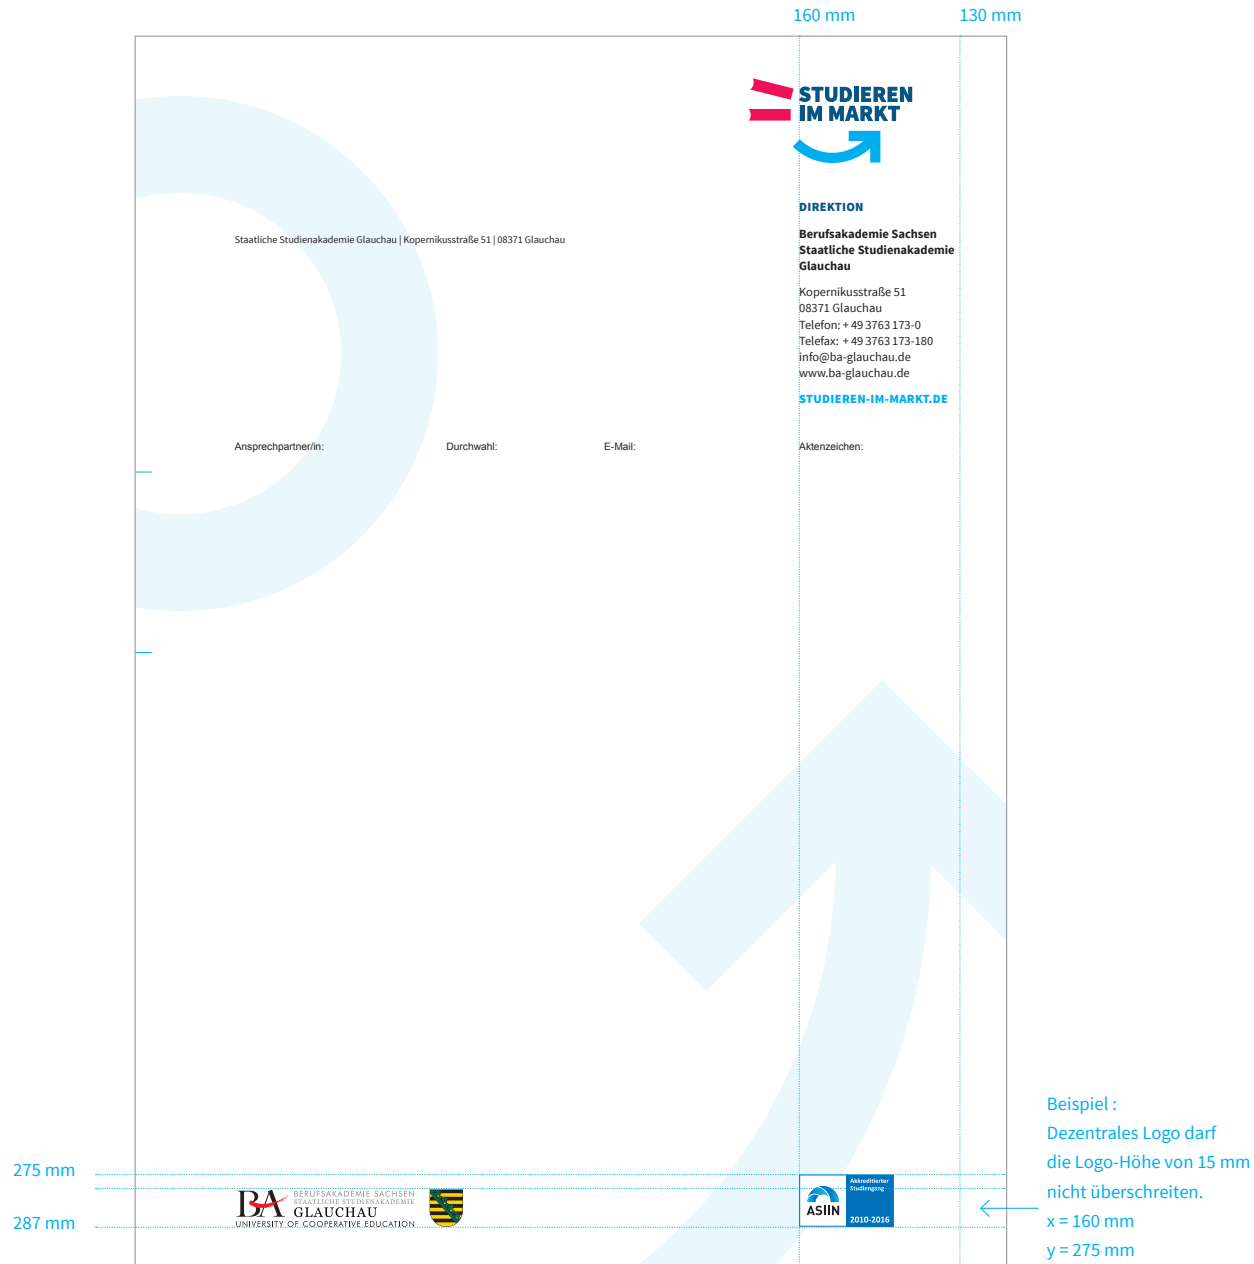 160 mm
130 mm
STUDIEREN
IM MARKT
DIREKTION
Berufsakademie Sachsen
Staatliche Studienakademie
Glauchau
Staatliche Studienakademie Glauchau | Kopernikusstraße 51 | 08371 Glauchau
Kopernikusstraße 51
08371 Glauchau
Telefon: + 49 3763 173-0
Telefax: + 49 3763 173-180
info@ba-glauchau.de
www.ba-glauchau.de
STUDIEREN-IM-MARKT.DE
Ansprechpartner/in:
Durchwahl:
E-Mail:
Aktenzeichen:
Beispiel :
Dezentrales Logo darf
die Logo-Höhe von 15 mm
nicht überschreiten.
x = 160 mm
y = 275 mm
275 mm
287 mm
BA
BERUFSAKADEMIE SACHSEN
STAATLICHE STUDIENAKADEMIE
GLAUCHAU
UNIVERSITY OF COOPERATIVE EDUCATION
ASIIN
Akkreditierter
Studiengang
2010-2016